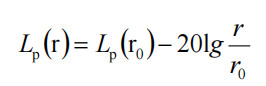 Lₚ(r) = Lₚ(r₀) − 20lg r/r₀